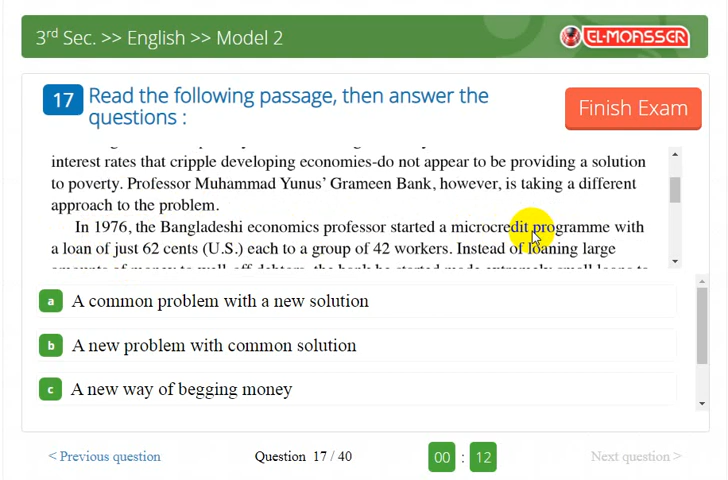 3rd Sec. >> English >> Model 2
EL-MOASSER
17 Read the following passage, then answer the
questions :
Finish Exam
interest rates that cripple developing economies-do not appear to be providing a solution
to poverty. Professor Muhammad Yunus' Grameen Bank, however, is taking a different
approach to the problem.
In 1976, the Bangladeshi economics professor started a microcredit programme with
a loan of just 62 cents (U.S.) each to a group of 42 workers. Instead of loaning large
a A common problem with a new solution
b A new problem with common solution
c A new way of begging money
< Previous question Question 17 / 40 00 : 12 Next question >